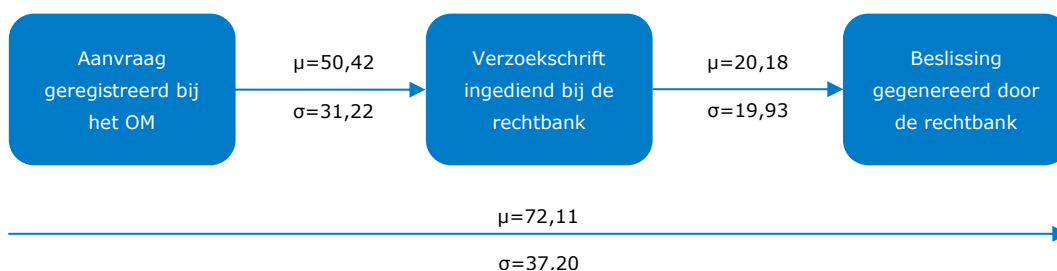 Aanvraag
geregistreerd bij
het OM
μ=50,42
σ=31,22
Verzoekschrift
ingediend bij de
rechtbank
μ=20,18
σ=19,93
Beslissing
gegenereerd door
de rechtbank
μ=72,11
σ=37,20